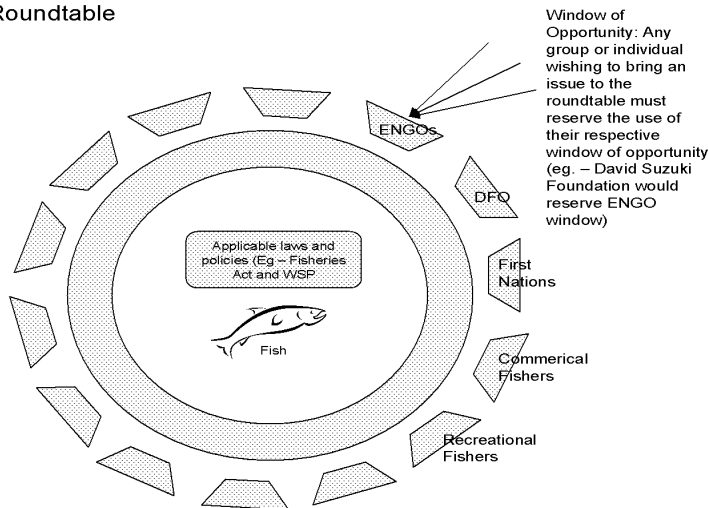 Roundtable
Window of
Opportunity: Any
group or individual
wishing to bring an
issue to the
roundtable must
reserve the use of
their respective
window of opportunity
(eg. – David Suzuki
Foundation would
reserve ENGO
window)
ENGOs
DFO
First
Nations
Commerical
Fishers
Recreational
Fishers
Applicable laws and
policies (Eg – Fisheries
Act and WSP
Fish